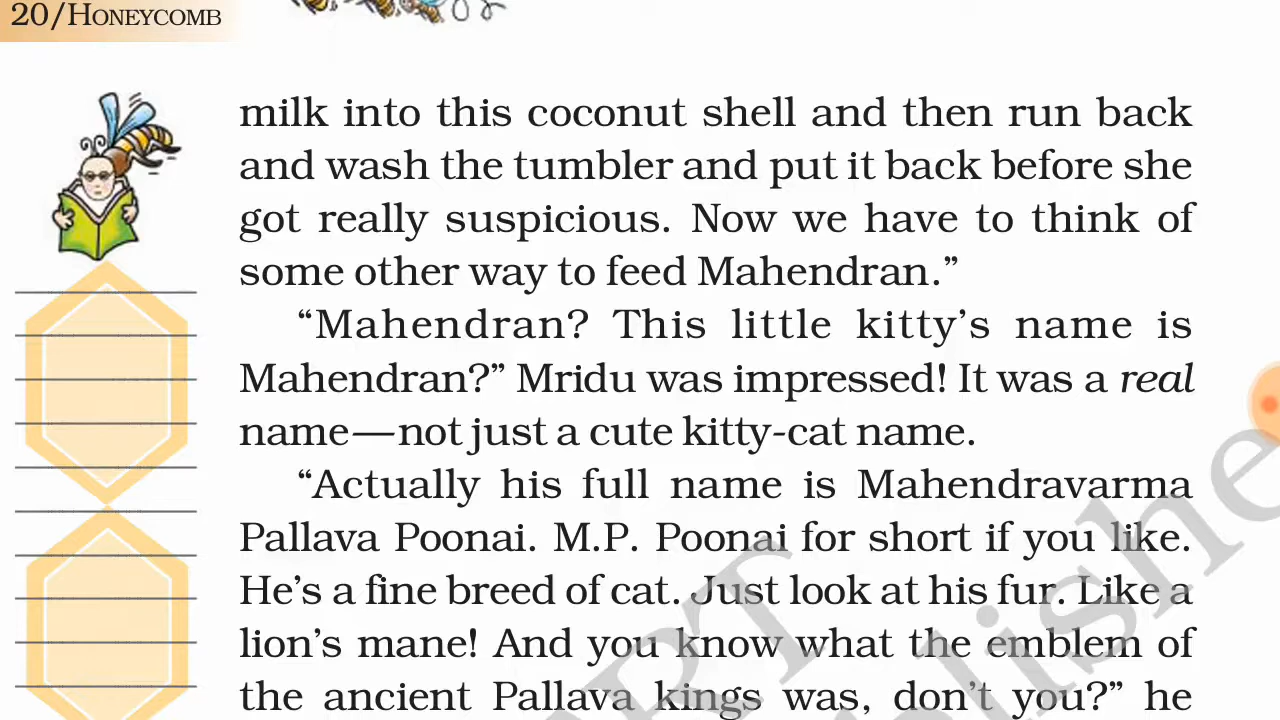 20/HONEYCOMB
milk into this coconut shell and then run back
and wash the tumbler and put it back before she
got really suspicious. Now we have to think of
some other way to feed Mahendran.”
“Mahendran? This little kitty’s name is
Mahendran?” Mridu was impressed! It was a real
name—not just a cute kitty-cat name.
“Actually his full name is Mahendravarma
Pallava Poonai. M.P. Poonai for short if you like.
He’s a fine breed of cat. Just look at his fur. Like a
lion’s mane! And you know what the emblem of
the ancient Pallava kings was, don’t you?” he